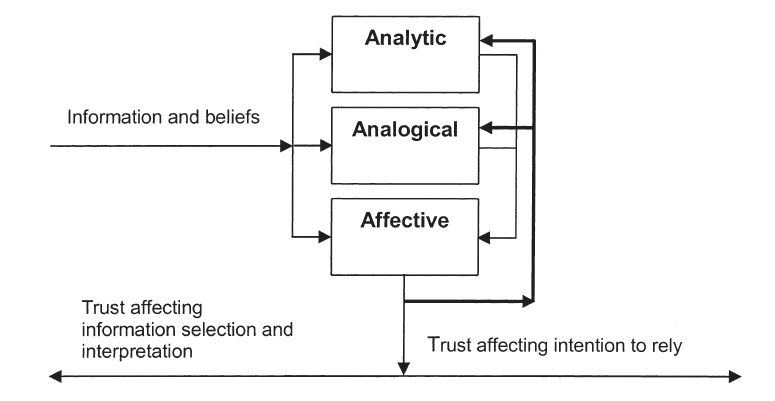 Analytic
Information and beliefs
Analogical
Affective
Trust affecting
information selection and
interpretation
Trust affecting intention to rely